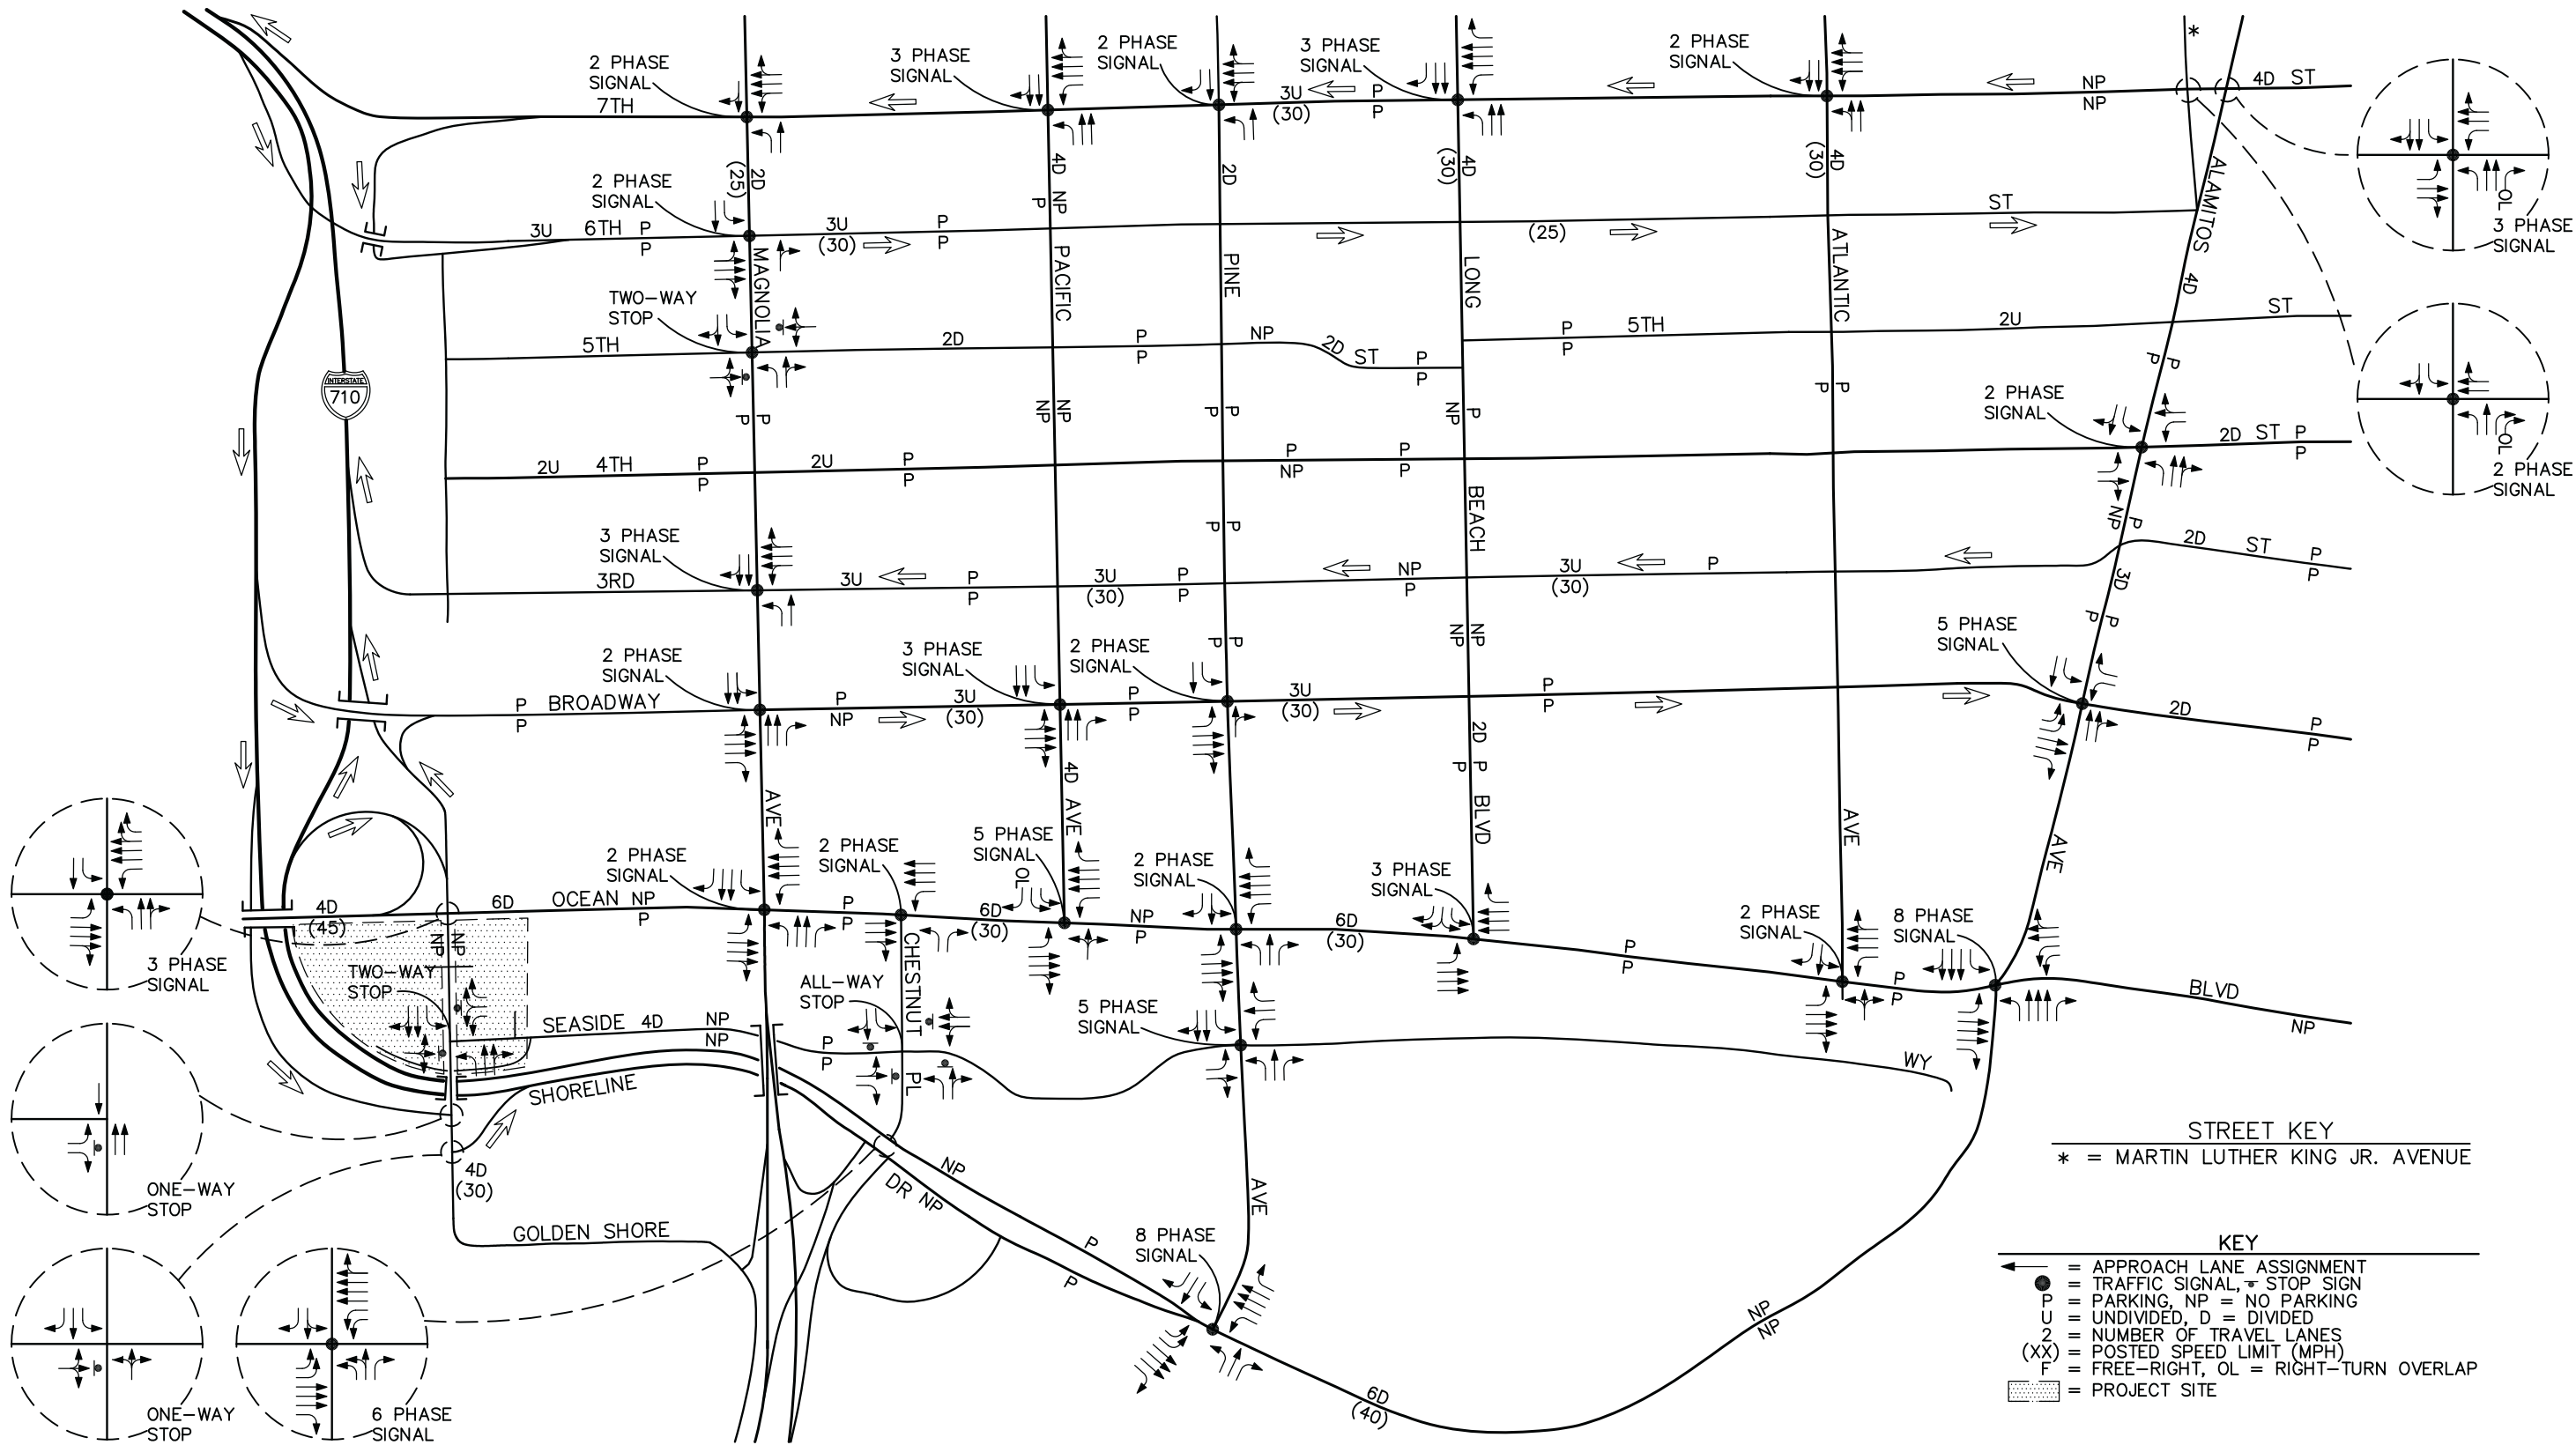 2 PHASE
SIGNAL
3 PHASE
SIGNAL
2 PHASE
SIGNAL
3 PHASE
SIGNAL
2 PHASE
SIGNAL
*
7TH
3U
(30)
P
P
NP
NP
4D ST
OL
3 PHASE
SIGNAL
2D
(25)
4D
NP
P
2D
4D
(30)
4D
(30)
ALAMITOS
4D
2 PHASE
SIGNAL
3U
6TH
P
P
3U
(30)
P
P
(25)
ST
MAGNOLIA
PACIFIC
PINE
LONG
ATLANTIC
TWO-WAY
STOP
5TH
2D
P
P
NP
2D
ST
P
P
P
P
5TH
2U
ST
INTERSTATE
710
P
P
NP
NP
P
P
NP
P
P
P
P
P
OL
2 PHASE
SIGNAL
2 PHASE
SIGNAL
2U
4TH
P
P
2U
P
P
P
NP
P
P
2D ST
P
P
P
P
BEACH
NP
P
3 PHASE
SIGNAL
3RD
3U
P
P
3U
(30)
P
P
NP
P
3U
(30)
P
2D
ST
P
P
3D
P
P
P
P
NP
NP
2 PHASE
SIGNAL
3 PHASE
SIGNAL
2 PHASE
SIGNAL
5 PHASE
SIGNAL
P
P
BROADWAY
P
NP
3U
(30)
P
P
3U
(30)
P
P
2D
P
P
2D
P
P
BLVD
4D
AVE
AVE
AVE
AVE
3 PHASE
SIGNAL
4D
(45)
6D
OCEAN
NP
P
2 PHASE
SIGNAL
P
P
2 PHASE
SIGNAL
5 PHASE
SIGNAL
OL
6D
(30)
NP
P
2 PHASE
SIGNAL
6D
(30)
3 PHASE
SIGNAL
P
P
2 PHASE
SIGNAL
P
P
8 PHASE
SIGNAL
BLVD
NP
NP
NP
TWO-WAY
STOP
SEASIDE
4D
NP
NP
P
P
ALL-WAY
STOP
CHESTNUT
PL
5 PHASE
SIGNAL
WY
SHORELINE
ONE-WAY
STOP
4D
(30)
GOLDEN SHORE
DR NP
NP
P
P
AVE
8 PHASE
SIGNAL
6D
(40)
NP
NP
ONE-WAY
STOP
6 PHASE
SIGNAL
STREET KEY
* = MARTIN LUTHER KING JR. AVENUE
KEY
= APPROACH LANE ASSIGNMENT
= TRAFFIC SIGNAL, = STOP SIGN
P = PARKING, NP = NO PARKING
U = UNDIVIDED, D = DIVIDED
2 = NUMBER OF TRAVEL LANES
(XX) = POSTED SPEED LIMIT (MPH)
F = FREE-RIGHT, OL = RIGHT-TURN OVERLAP
= PROJECT SITE